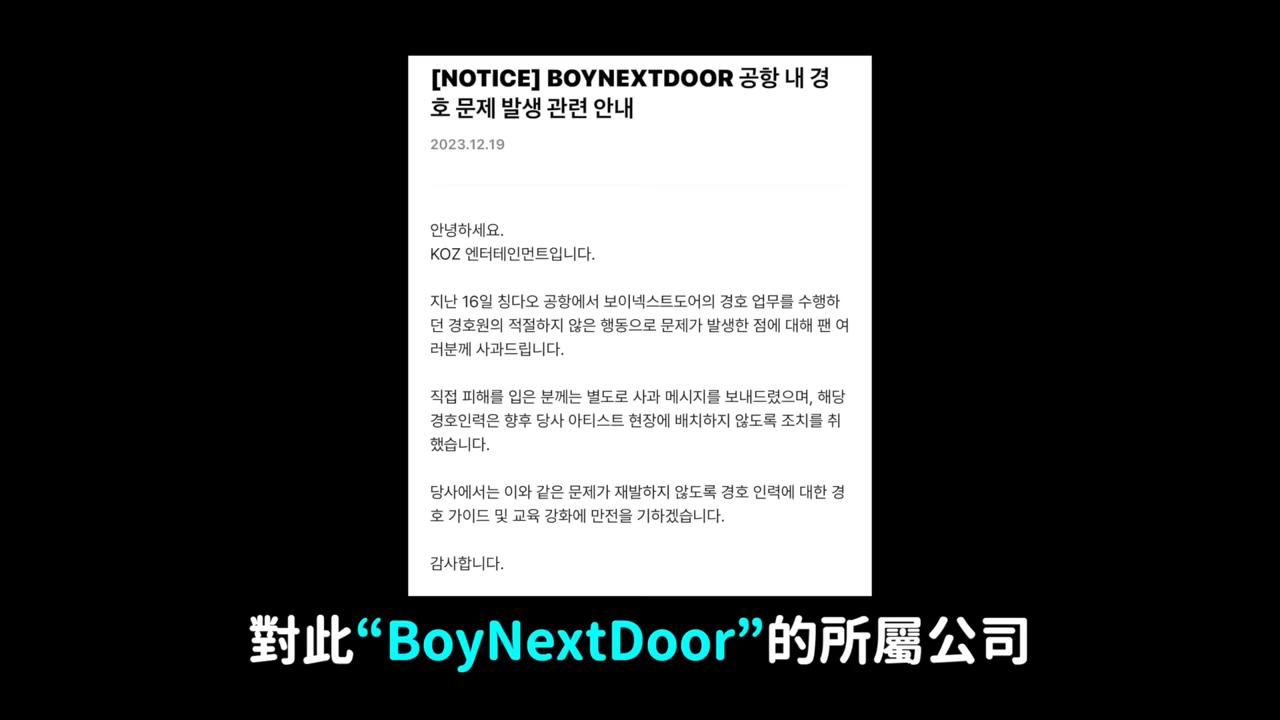 [NOTICE] BOYNEXTDOOR 공항 내 경
호 문제 발생 관련 안내
2023.12.19
안녕하세요.
KOZ 엔터테인먼트입니다.
지난 16일 칭다오 공항에서 보이넥스트도어의 경호 업무를 수행하
던 경호원의 적절하지 않은 행동으로 문제가 발생한 점에 대해 팬 여
러분께 사과드립니다.
직접 피해를 입은 분께는 별도로 사과 메시지를 보내드렸으며, 해당
경호인력은 향후 당사 아티스트 현장에 배치하지 않도록 조치를 취
했습니다.
당사에서는 이와 같은 문제가 재발하지 않도록 경호 인력에 대한 경
호 가이드 및 교육 강화에 만전을 기하겠습니다.
감사합니다.
對此“BoyNextDoor”的所屬公司